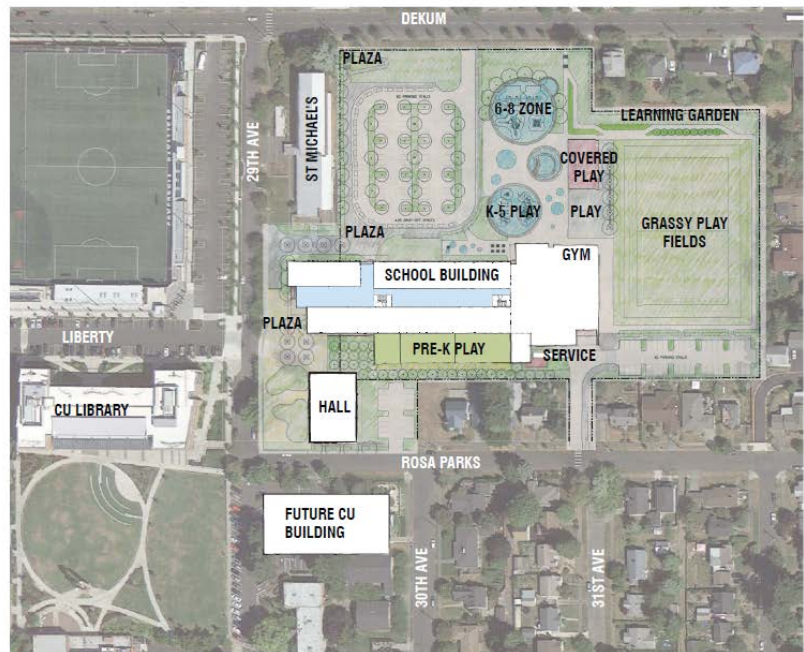 DEKUM
PLAZA
29TH AVE
ST MICHAEL'S
6-8 ZONE
LEARNING GARDEN
COVERED
PLAY
K-5 PLAY
PLAY
GRASSY PLAY
FIELDS
PLAZA
GYM
SCHOOL BUILDING
PLAZA
LIBERTY
PRE-K PLAY
SERVICE
CU LIBRARY
HALL
ROSA PARKS
FUTURE CU
BUILDING
30TH AVE
31ST AVE